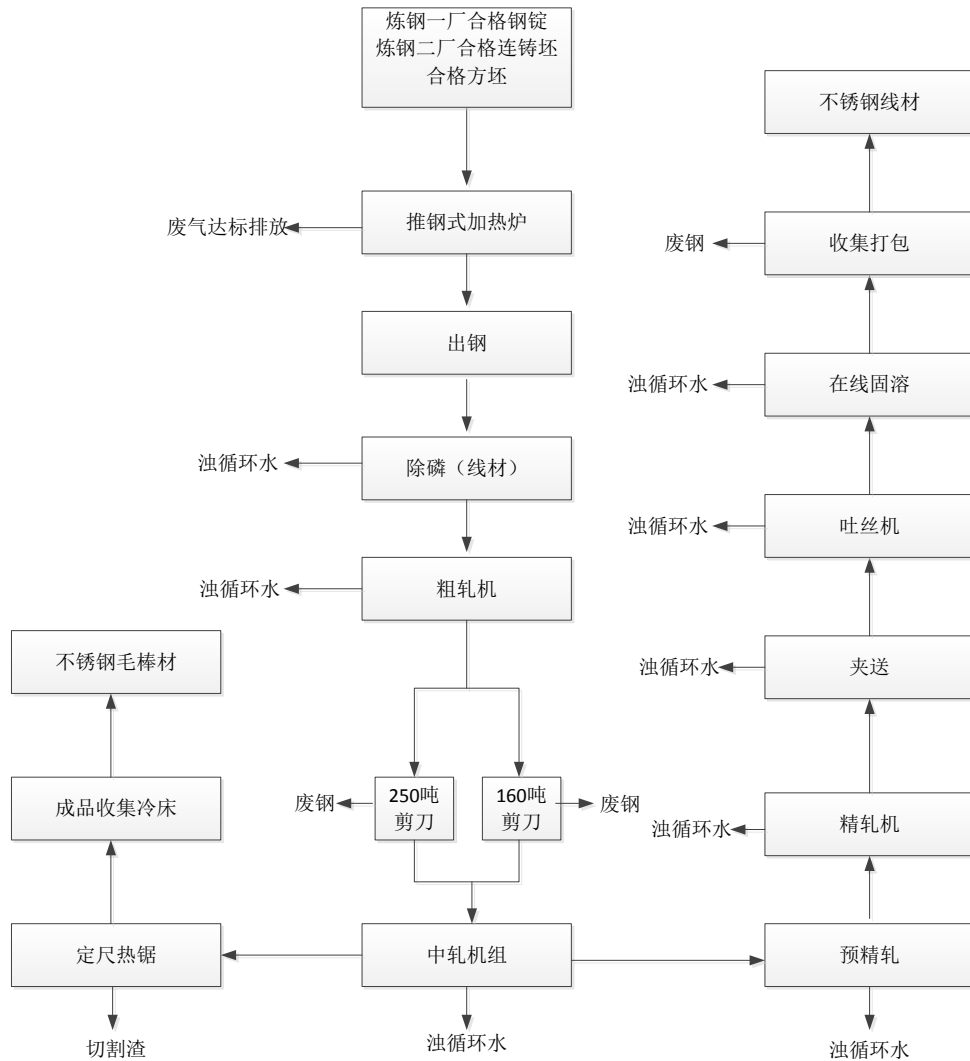 炼钢一厂合格钢锭
炼钢二厂合格连铸坯
合格方坯
不锈钢线材
废气达标排放
推钢式加热炉
废钢
收集打包
出钢
浊循环水
在线固溶
浊循环水
除磷（线材）
浊循环水
吐丝机
浊循环水
粗轧机
不锈钢毛棒材
浊循环水
夹送
成品收集冷床
废钢
250吨
剪刀
160吨
剪刀
废钢
浊循环水
精轧机
定尺热锯
中轧机组
预精轧
切割渣
浊循环水
浊循环水